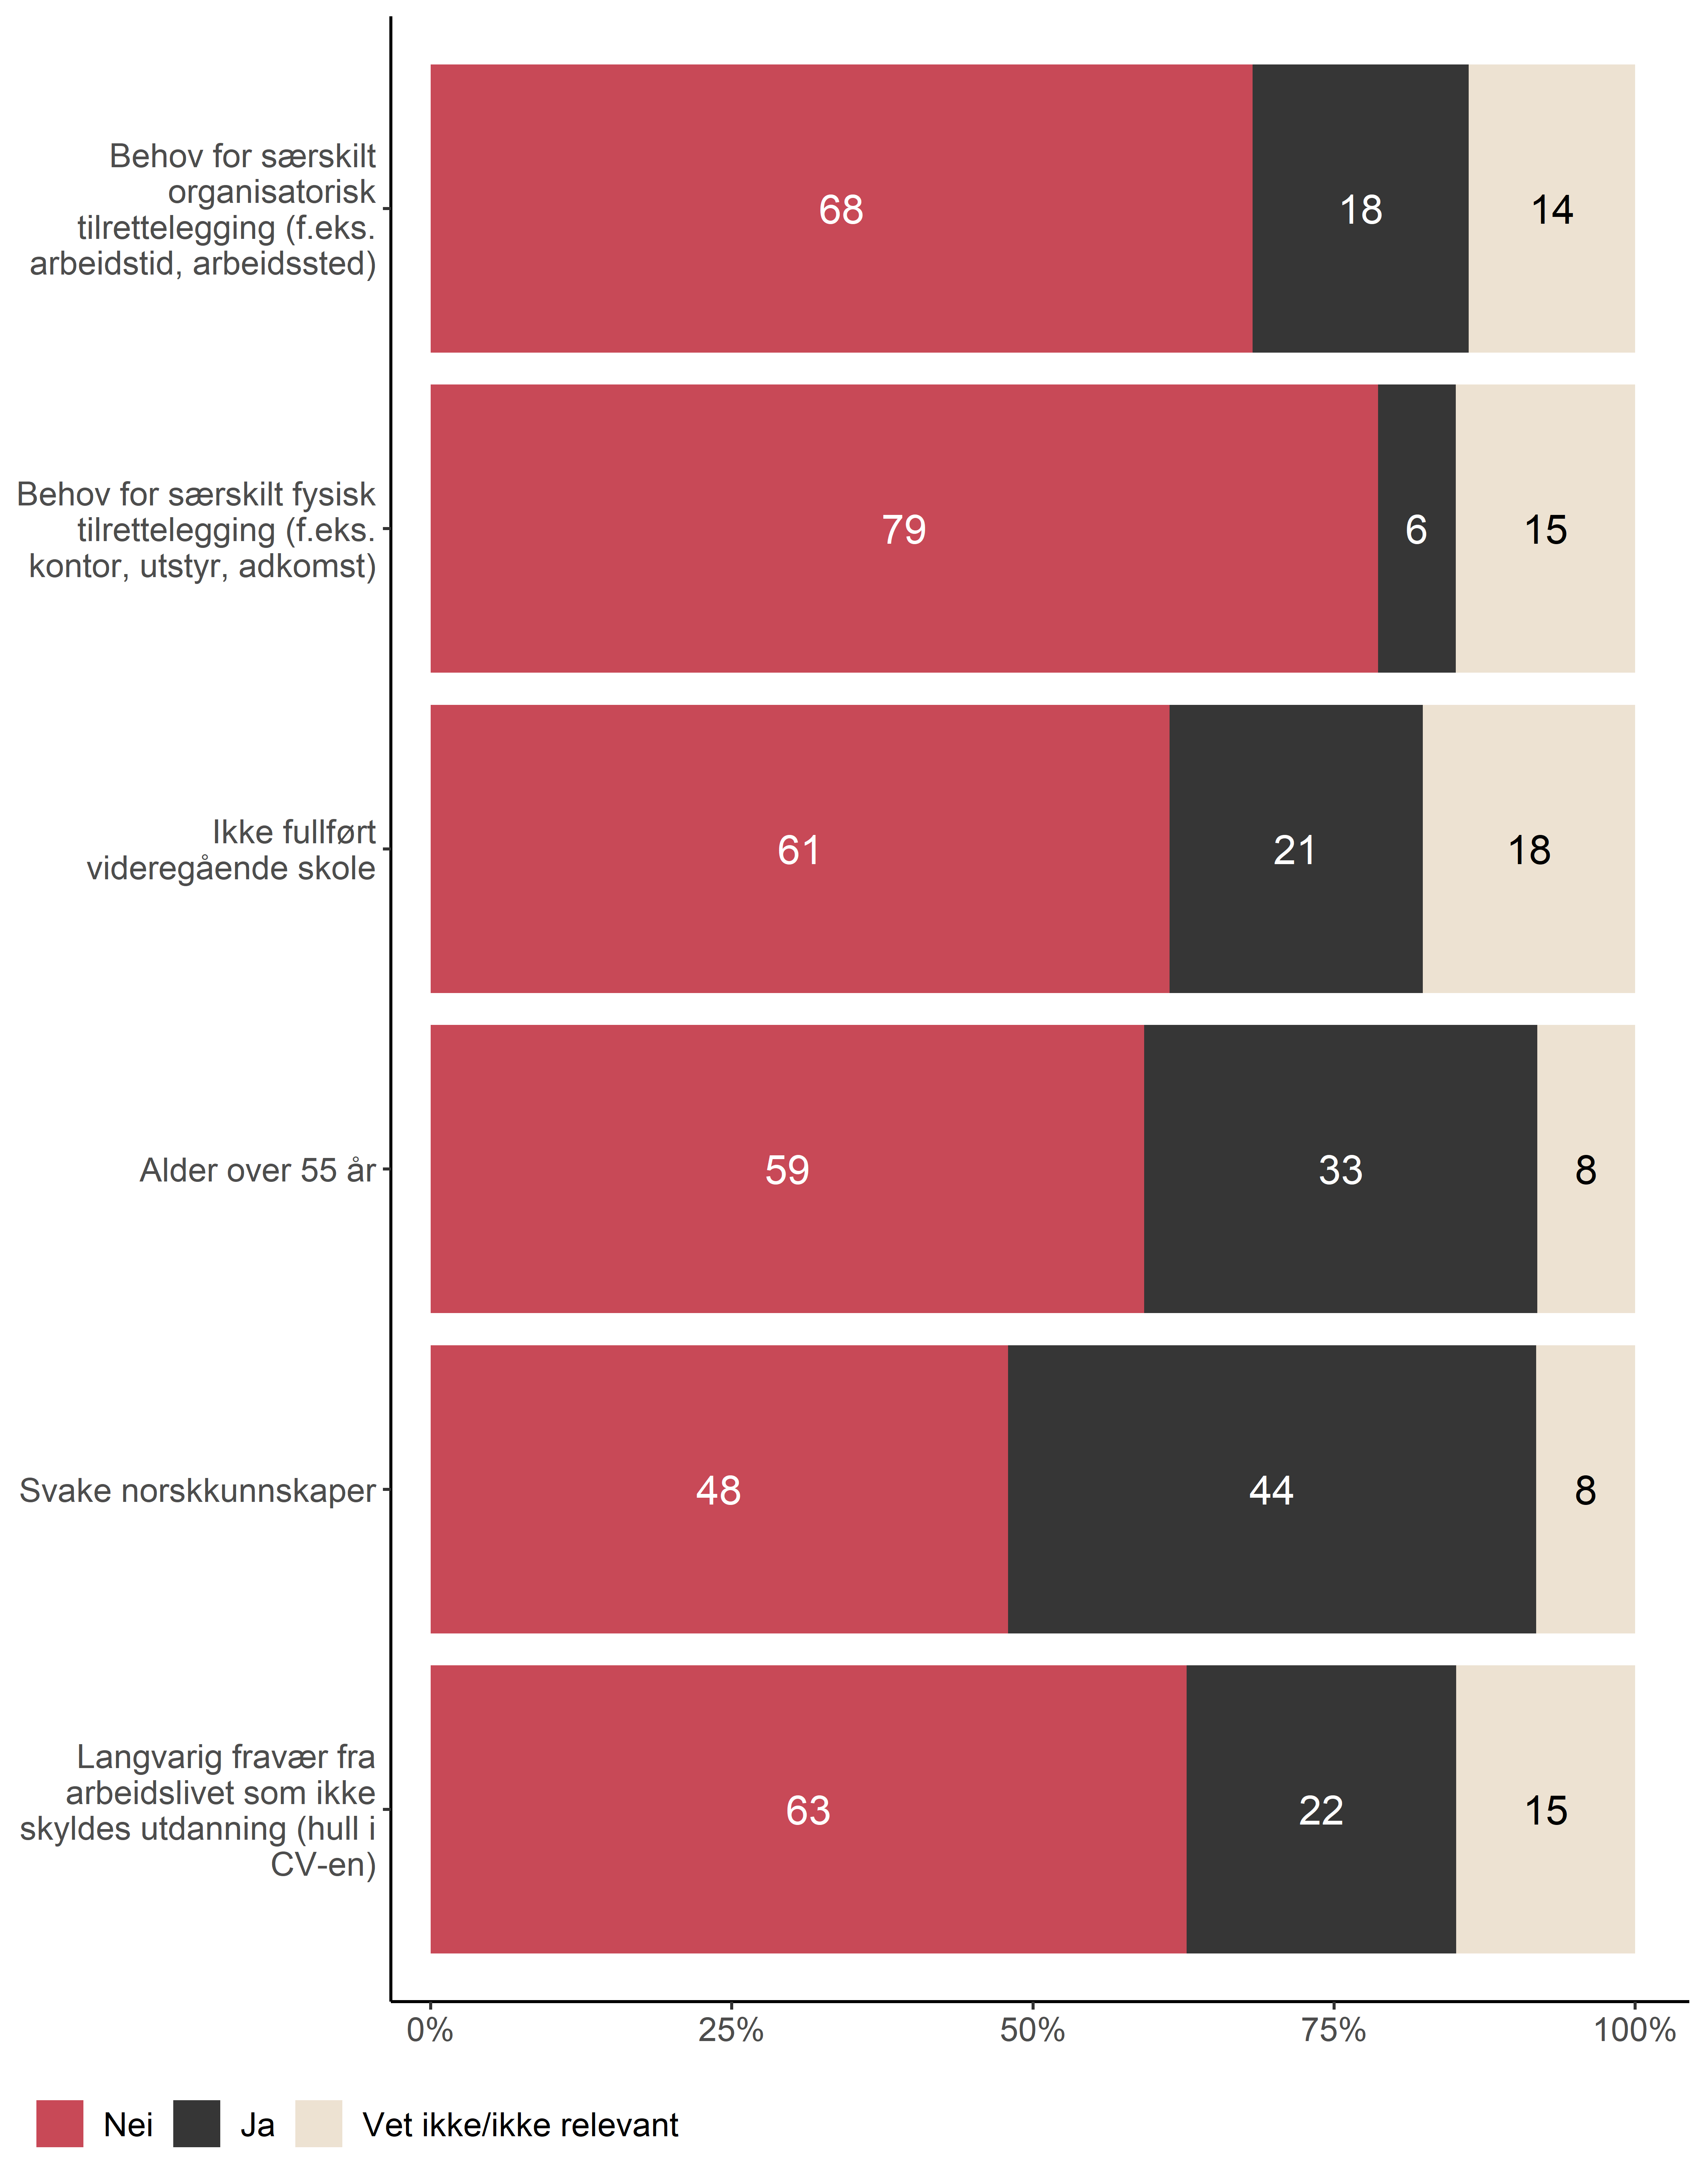 Behov for særskilt
organisatorisk
tilrettelegging (f.eks.
arbeidstid, arbeidssted)
68 18 14
Behov for særskilt fysisk
tilrettelegging (f.eks.
kontor, utstyr, adkomst)
79 6 15
Ikke fullført
videregående skole
61 21 18
Alder over 55 år
59 33 8
Svake norskkunnskaper
48 44 8
Langvarig fravær fra
arbeidslivet som ikke
skyldes utdanning (hull i
CV-en)
63 22 15
0% 25% 50% 75% 100%
Nei Ja Vet ikke/ikke relevant